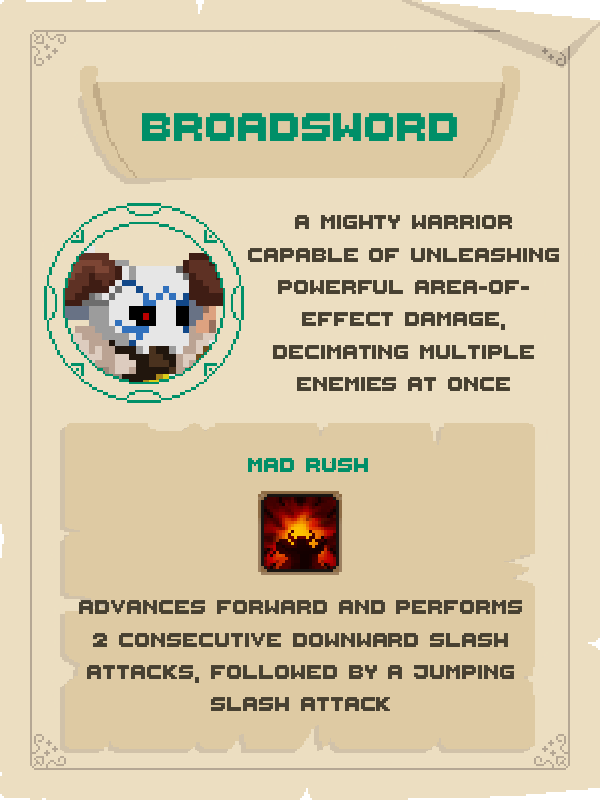 BROADSWORD
A MIGHTY WARRIOR
CAPABLE OF UNLEASHING
POWERFUL AREA-OF-
EFFECT DAMAGE,
DECIMATING MULTIPLE
ENEMIES AT ONCE
MAD RUSH
ADVANCES FORWARD AND PERFORMS
2 CONSECUTIVE DOWNWARD SLASH
ATTACKS, FOLLOWED BY A JUMPING
SLASH ATTACK